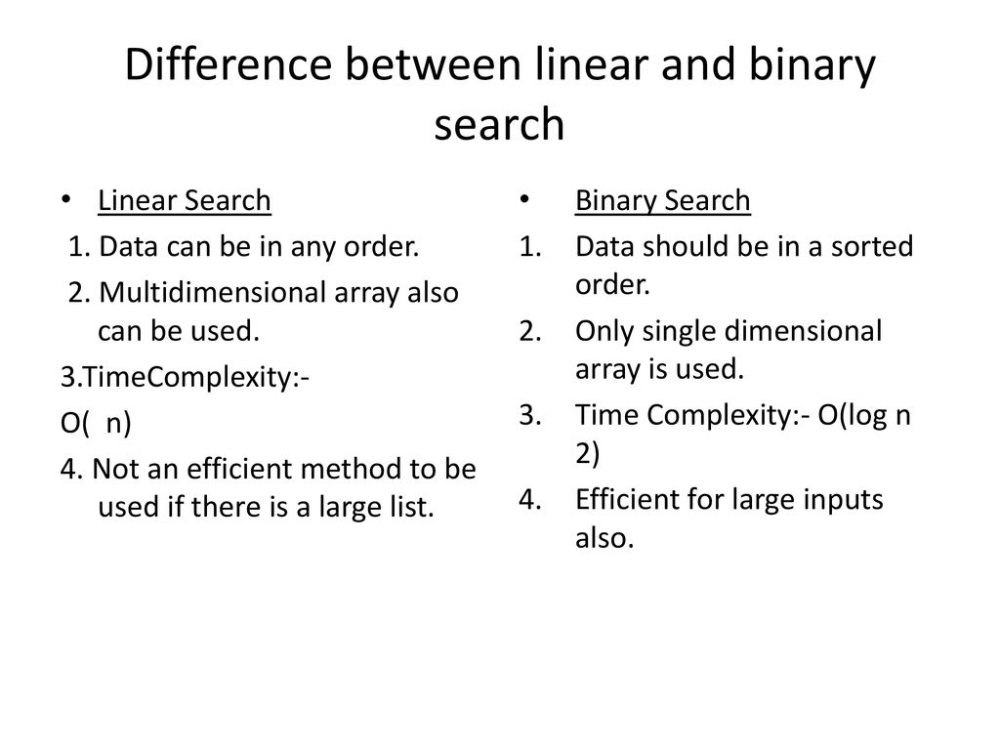 Difference between linear and binary
search
• Linear Search
1. Data can be in any order.
2. Multidimensional array also
can be used.
3.TimeComplexity:-
O(  n)
4. Not an efficient method to be
used if there is a large list.
• Binary Search
1. Data should be in a sorted
order.
2. Only single dimensional
array is used.
3. Time Complexity:- O(log n
2)
4. Efficient for large inputs
also.